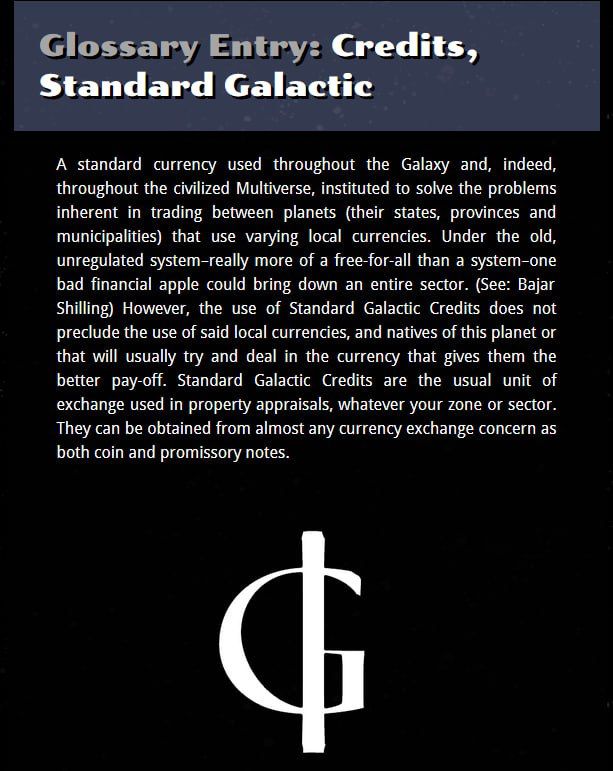 Glossary Entry: Credits,
Standard Galactic
A standard currency used throughout the Galaxy and, indeed,
throughout the civilized Multiverse, instituted to solve the problems
inherent in trading between planets (their states, provinces and
municipalities) that use varying local currencies. Under the old,
unregulated system–really more of a free-for-all than a system–one
bad financial apple could bring down an entire sector. (See: Bajar
Shilling) However, the use of Standard Galactic Credits does not
preclude the use of said local currencies, and natives of this planet or
that will usually try and deal in the currency that gives them the
better pay-off. Standard Galactic Credits are the usual unit of
exchange used in property appraisals, whatever your zone or sector.
They can be obtained from almost any currency exchange concern as
both coin and promissory notes.
G